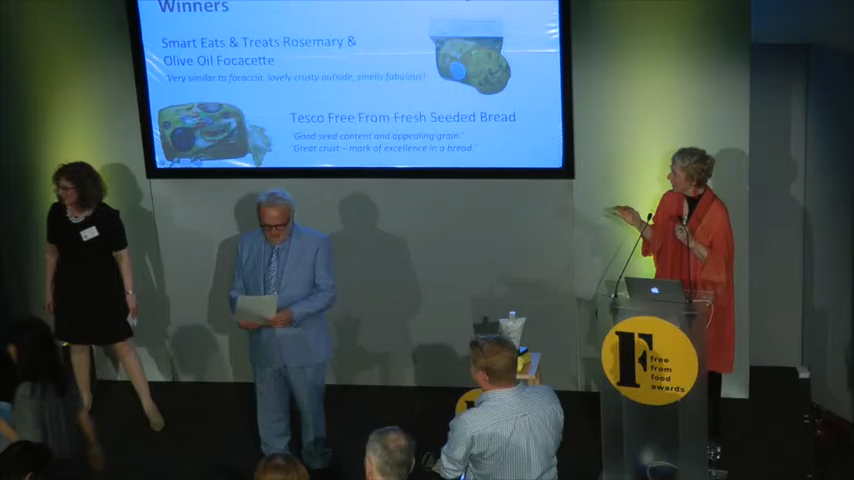 Winners
Smart Eats & Treats Rosemary &
Olive Oil Focacette
Very similar to focaccia, lovely crusty outside, smells fabulous!
Tesco Free From Fresh Seeded Bread
'Good seed content and appealing grain.'
'Great crust – mark of excellence in a bread.'
F
free
from
food
awards